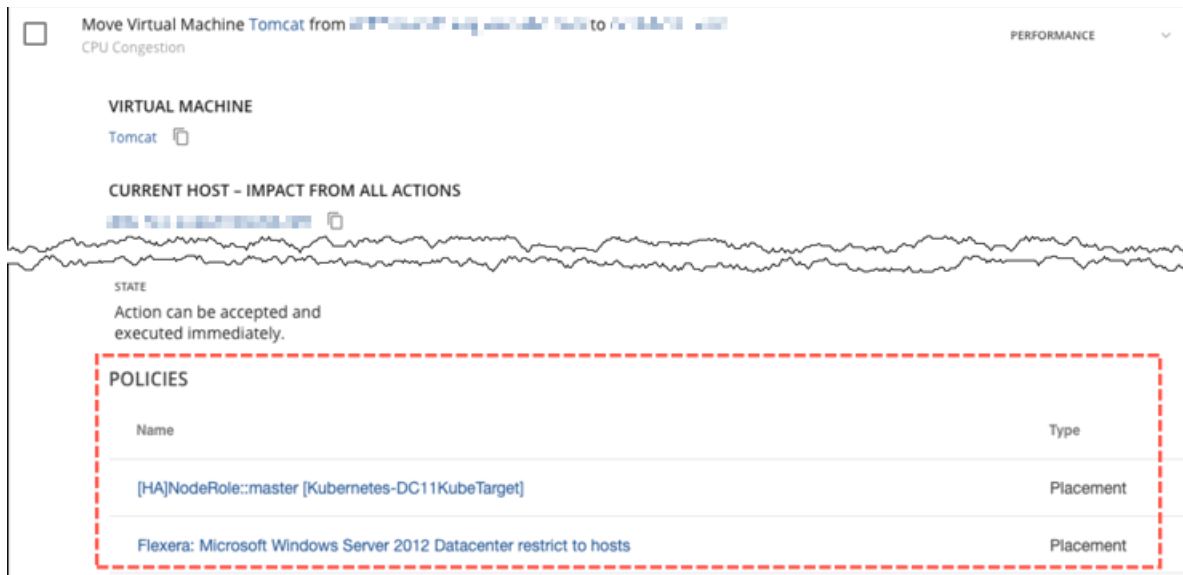 Move Virtual Machine Tomcat from to
PERFORMANCE
CPU Congestion
VIRTUAL MACHINE
Tomcat
CURRENT HOST – IMPACT FROM ALL ACTIONS
STATE
Action can be accepted and
executed immediately.
POLICIES
Name Type
[HA]NodeRole::master [Kubernetes-DC11KubeTarget] Placement
Flexera: Microsoft Windows Server 2012 Datacenter restrict to hosts Placement